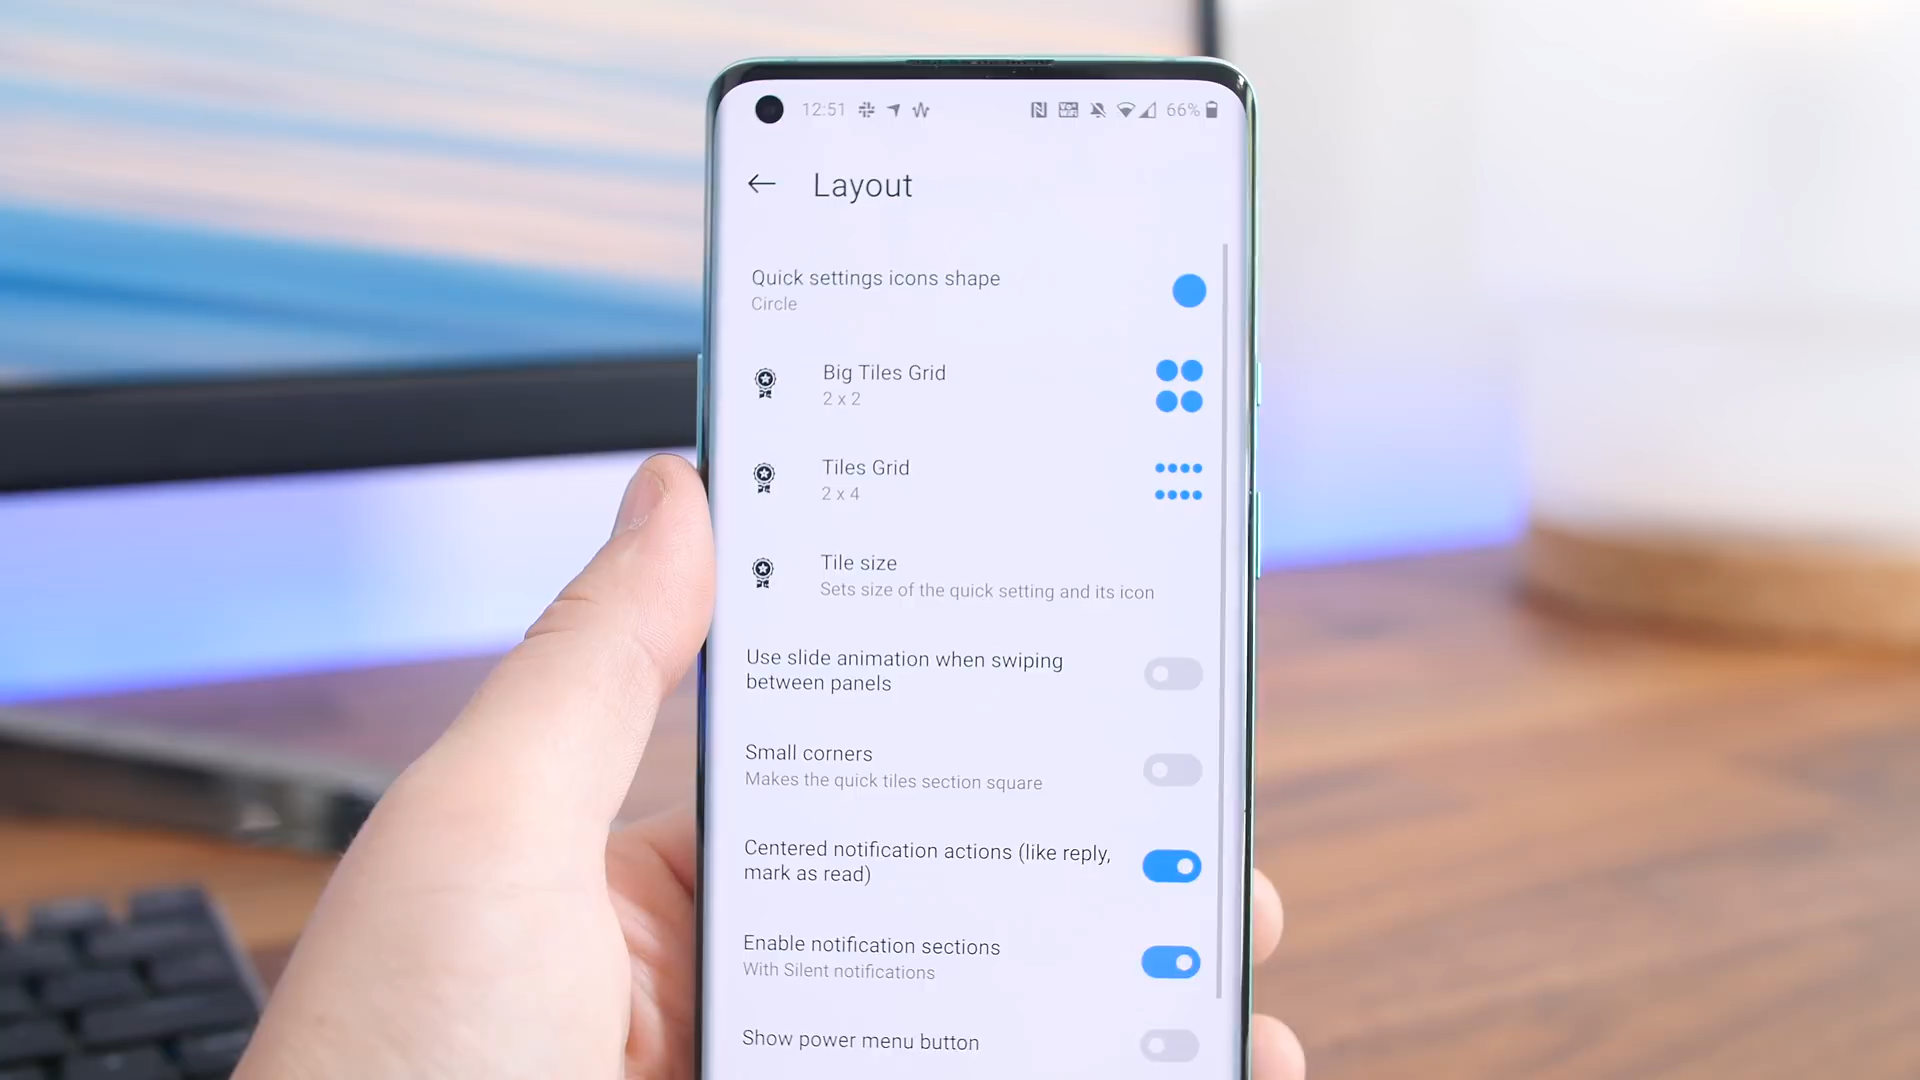 12:51 66%
Layout
Quick settings icons shape
Circle
Big Tiles Grid
2 x 2
Tiles Grid
2 x 4
Tile size
Sets size of the quick setting and its icon
Use slide animation when swiping
between panels
Small corners
Makes the quick tiles section square
Centered notification actions (like reply,
mark as read)
Enable notification sections
With Silent notifications
Show power menu button